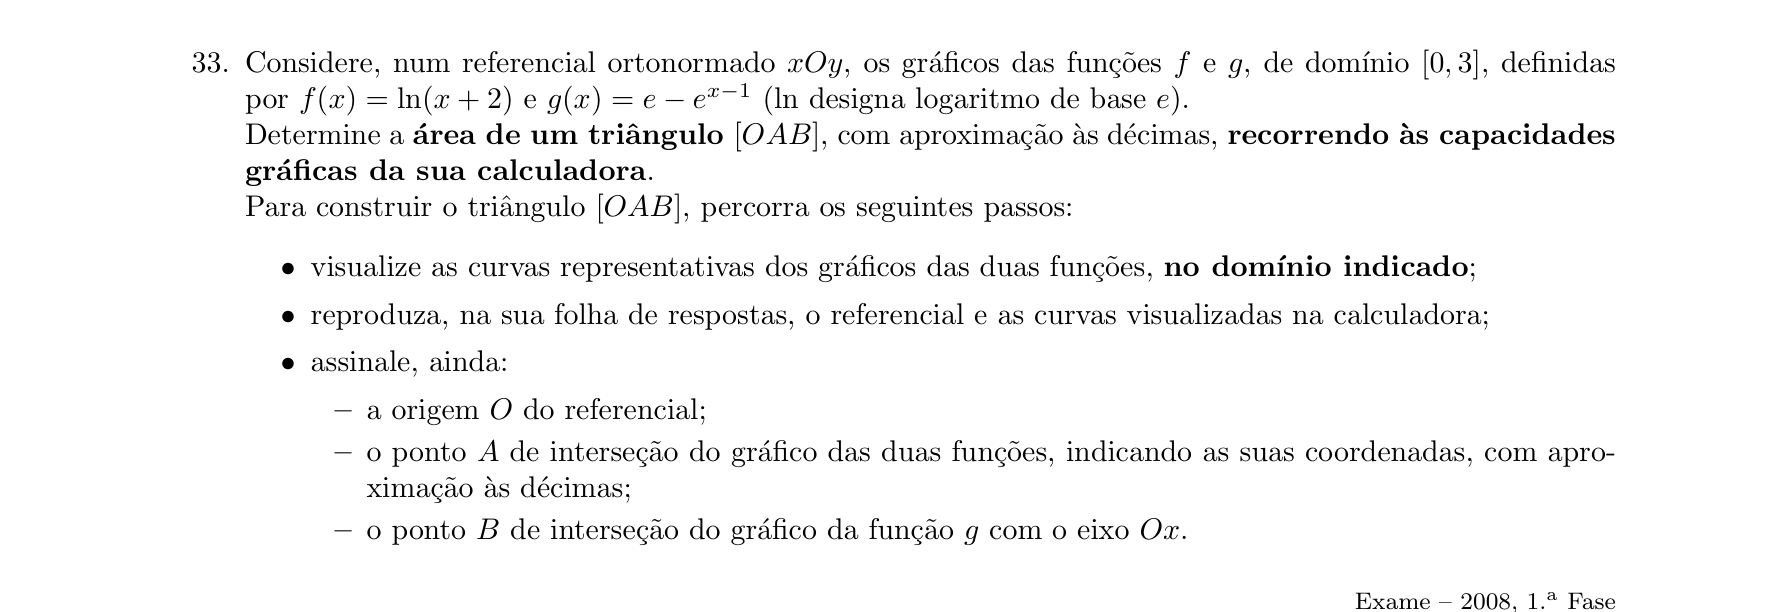 33. Considere, num referencial ortonormado xOy, os gráficos das funções f e g, de domínio [0, 3], definidas
por f(x) = ln(x + 2) e g(x) = e − eˣ⁻¹ (ln designa logaritmo de base e).
Determine a área de um triângulo [OAB], com aproximação às décimas, recorrendo às capacidades
gráficas da sua calculadora.
Para construir o triângulo [OAB], percorra os seguintes passos:
• visualize as curvas representativas dos gráficos das duas funções, no domínio indicado;
• reproduza, na sua folha de respostas, o referencial e as curvas visualizadas na calculadora;
• assinale, ainda:
– a origem O do referencial;
– o ponto A de interseção do gráfico das duas funções, indicando as suas coordenadas, com apro-
ximação às décimas;
– o ponto B de interseção do gráfico da função g com o eixo Ox.
Exame – 2008, 1.ª Fase